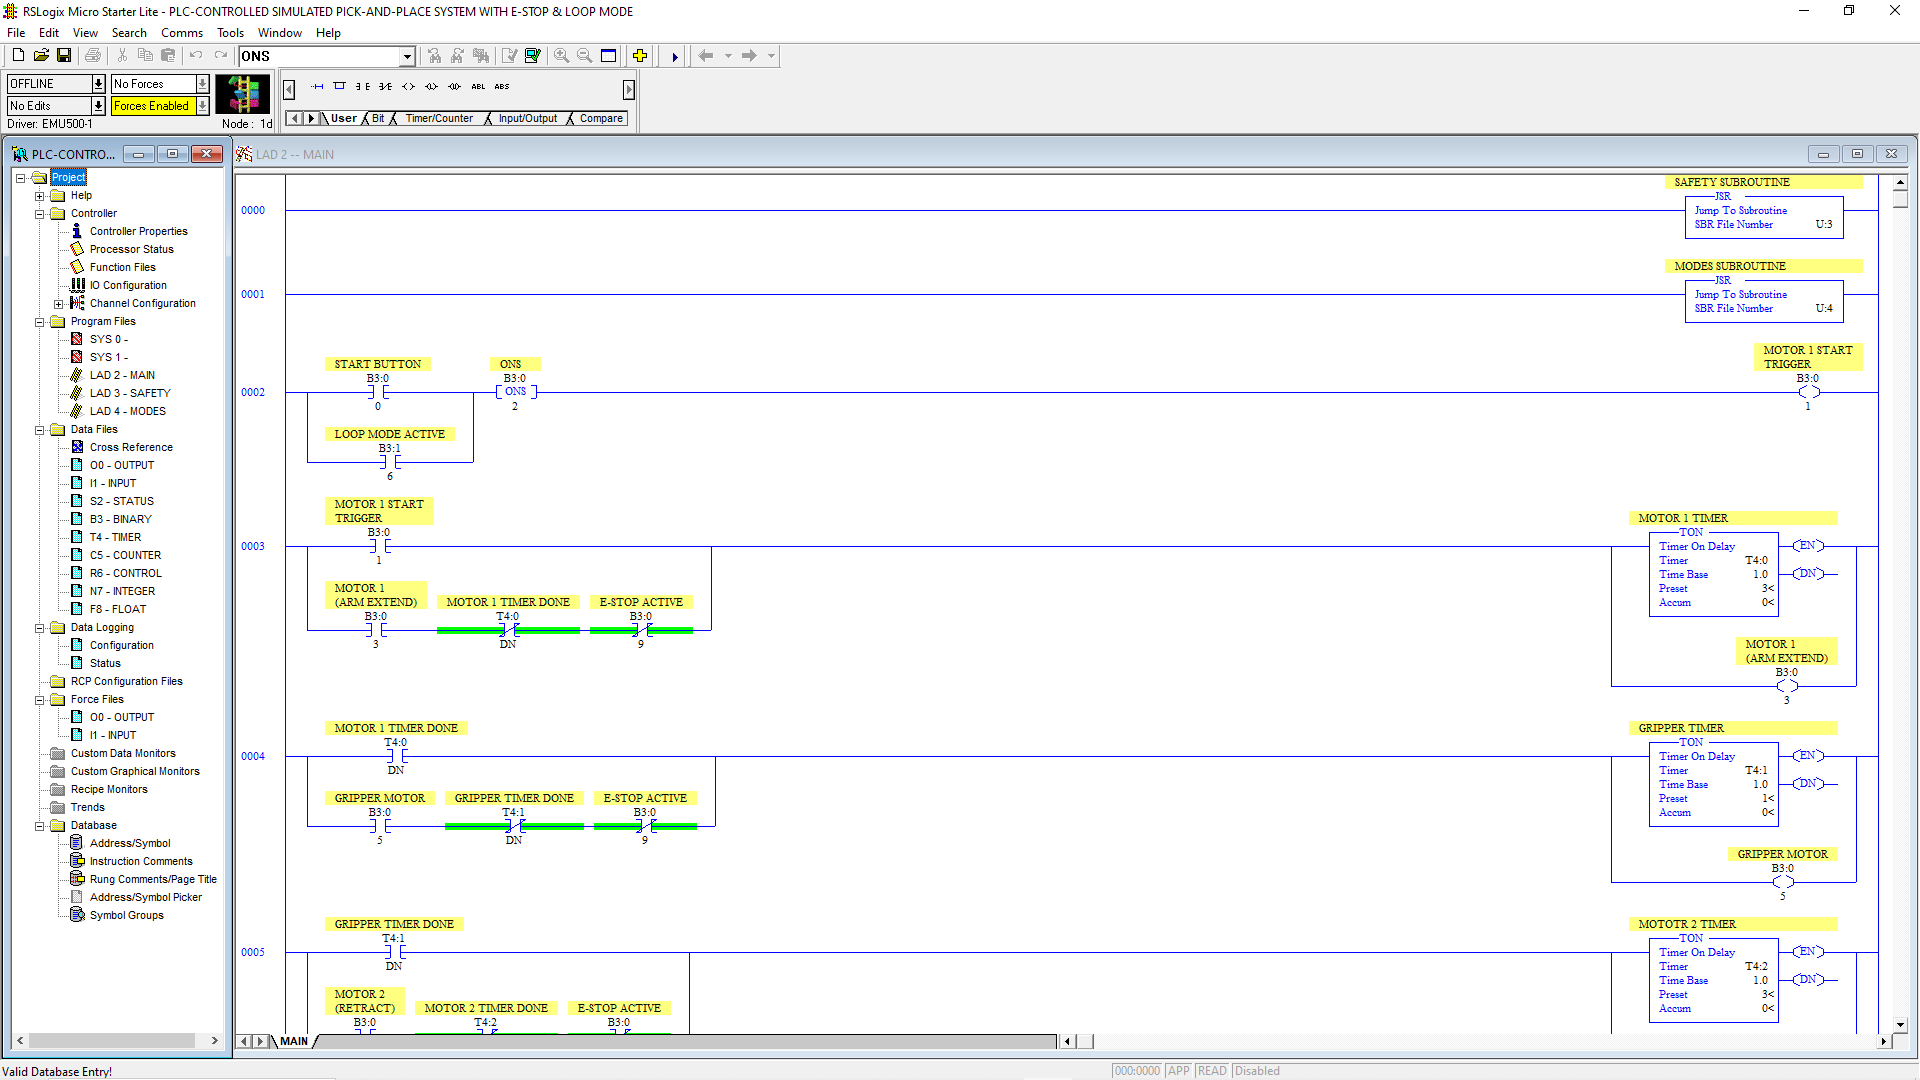 RSLogix Micro Starter Lite - PLC-CONTROLLED SIMULATED PICK-AND-PLACE SYSTEM WITH E-STOP & LOOP MODE
File Edit View Search Comms Tools Window Help
ONS
OFFLINE No Forces
No Edits Forces Enabled
Driver: EMU500-1 Node : 1d
ABL ABS
User Bit Timer/Counter Input/Output Compare
PLC-CONTRO...
Project
Help
Controller
Controller Properties
Processor Status
Function Files
IO Configuration
Channel Configuration
Program Files
SYS 0 -
SYS 1 -
LAD 2 - MAIN
LAD 3 - SAFETY
LAD 4 - MODES
Data Files
Cross Reference
O0 - OUTPUT
I1 - INPUT
S2 - STATUS
B3 - BINARY
T4 - TIMER
C5 - COUNTER
R6 - CONTROL
N7 - INTEGER
F8 - FLOAT
Data Logging
Configuration
Status
RCP Configuration Files
Force Files
O0 - OUTPUT
I1 - INPUT
Custom Data Monitors
Custom Graphical Monitors
Recipe Monitors
Trends
Database
Address/Symbol
Instruction Comments
Rung Comments/Page Title
Address/Symbol Picker
Symbol Groups
LAD 2 -- MAIN
SAFETY SUBROUTINE
JSR
0000
Jump To Subroutine
SBR File Number U:3
MODES SUBROUTINE
JSR
0001
Jump To Subroutine
SBR File Number U:4
START BUTTON
B3:0
0
ONS
B3:0
ONS
2
MOTOR 1 START
TRIGGER
B3:0
1
0002
LOOP MODE ACTIVE
B3:1
6
MOTOR 1 START
TRIGGER
B3:0
1
0003
MOTOR 1
(ARM EXTEND)
B3:0
3
MOTOR 1 TIMER DONE
T4:0
DN
E-STOP ACTIVE
B3:0
9
MOTOR 1 TIMER
TON
Timer On Delay
Timer T4:0
Time Base 1.0
Preset 3<
Accum 0<
EN
DN
MOTOR 1
(ARM EXTEND)
B3:0
3
MOTOR 1 TIMER DONE
T4:0
DN
0004
GRIPPER MOTOR
B3:0
5
GRIPPER TIMER DONE
T4:1
DN
E-STOP ACTIVE
B3:0
9
GRIPPER TIMER
TON
Timer On Delay
Timer T4:1
Time Base 1.0
Preset 1<
Accum 0<
EN
DN
GRIPPER MOTOR
B3:0
5
GRIPPER TIMER DONE
T4:1
DN
0005
MOTOR 2
(RETRACT)
B3:0
MOTOR 2 TIMER DONE
T4:2
E-STOP ACTIVE
B3:0
MOTOTR 2 TIMER
TON
Timer On Delay
Timer T4:2
Time Base 1.0
Preset 3<
Accum 0<
EN
DN
MAIN
Valid Database Entry!
000:0000 APP READ Disabled